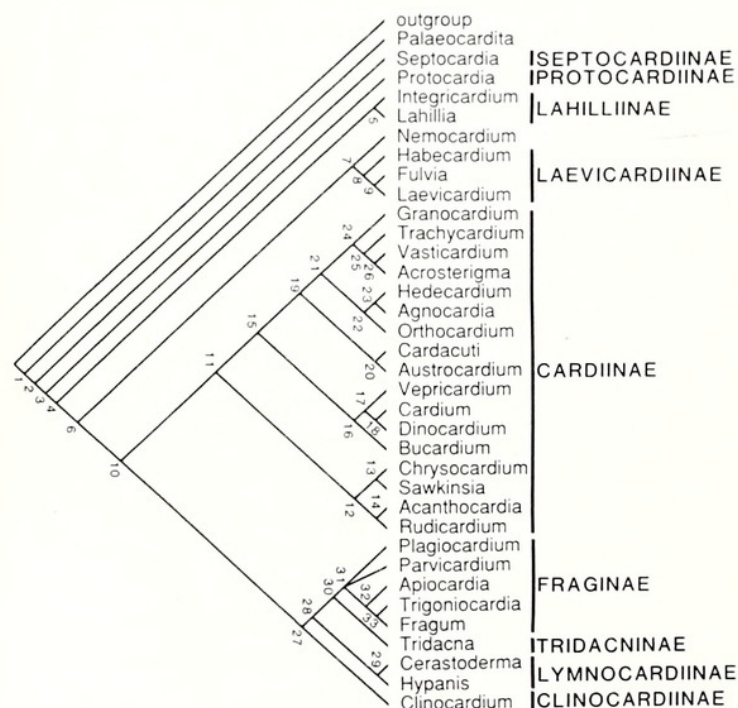 outgroup
Palaeocardita
Septocardia SEPTOCARDIINAE
Protocardia PROTOCARDIINAE
Integricardium
Lahillia LAHILLIINAE
Nemocardium
Habecardium
Fulvia LAEVICARDIINAE
Laevicardium
Granocardium
Trachycardium
Vasticardium
Acrosterigma
Hedecardium
Agnocardia
Orthocardium
Cardacuti
Austrocardium CARDIINAE
Vepricardium
Cardium
Dinocardium
Bucardium
Chrysocardium
Sawkinsia
Acanthocardia
Rudicardium
Plagiocardium
Parvicardium
Apiocardia FRAGINAE
Trigoniocardia
Fragum
Tridacna TRIDACNINAE
Cerastoderma
Hypanis LYMNOCARDIINAE
Clinocardium CLINOCARDIINAE
1
2
3
4
5
6
7
8
9
10
11
12
13
14
15
16
17
18
19
20
21
22
23
24
25
26
27
28
29
30
31
32
33